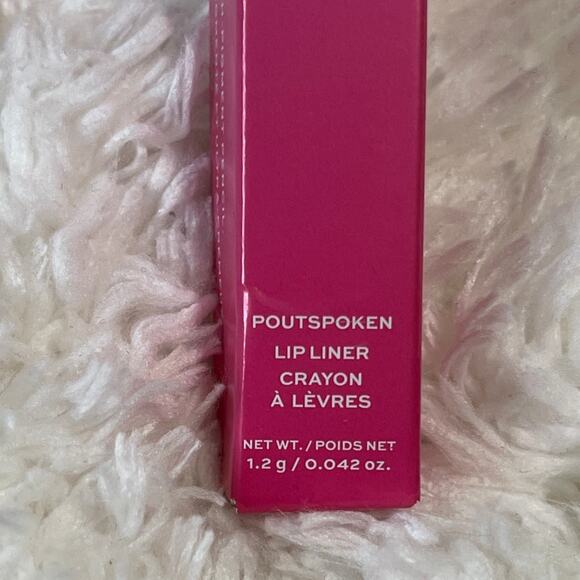 POUTSPOKEN
LIP LINER
CRAYON
À LÈVRES
NET WT. / POIDS NET
1.2 g / 0.042 oz.